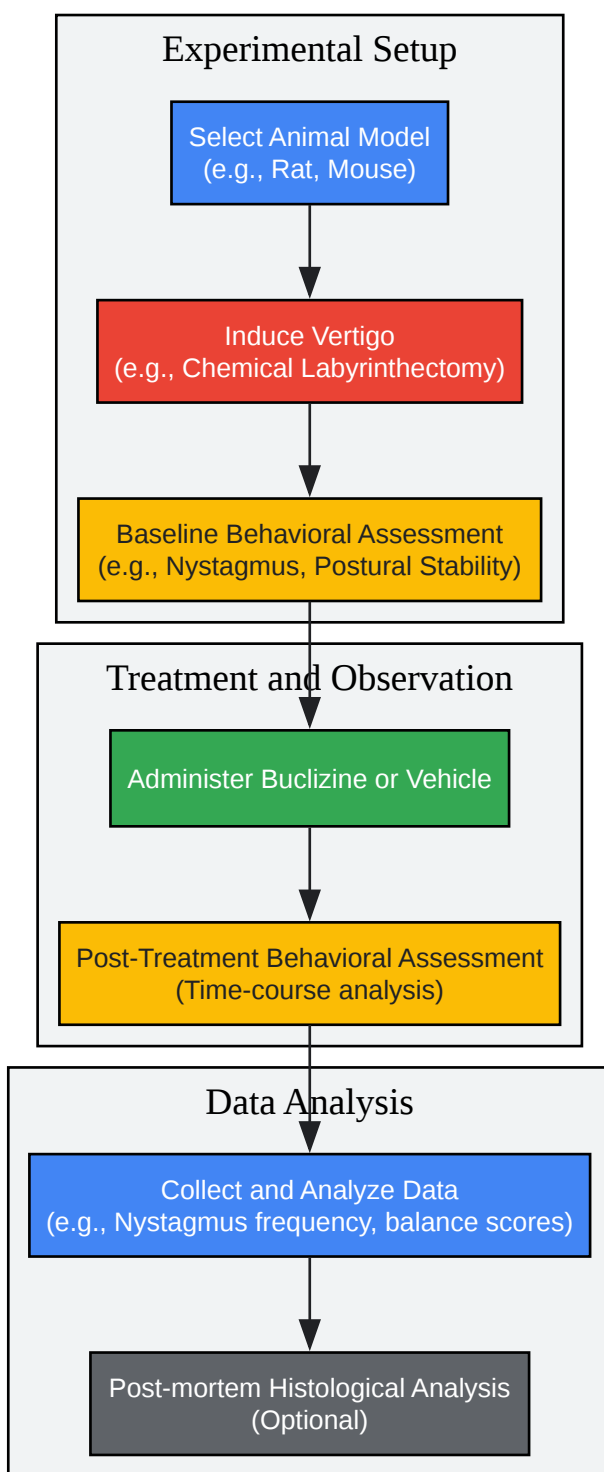 Experimental Setup
Select Animal Model
(e.g., Rat, Mouse)
Induce Vertigo
(e.g., Chemical Labyrinthectomy)
Baseline Behavioral Assessment
(e.g., Nystagmus, Postural Stability)
Treatment and Observation
Administer Buclizine or Vehicle
Post-Treatment Behavioral Assessment
(Time-course analysis)
Data Analysis
Collect and Analyze Data
(e.g., Nystagmus frequency, balance scores)
Post-mortem Histological Analysis
(Optional)